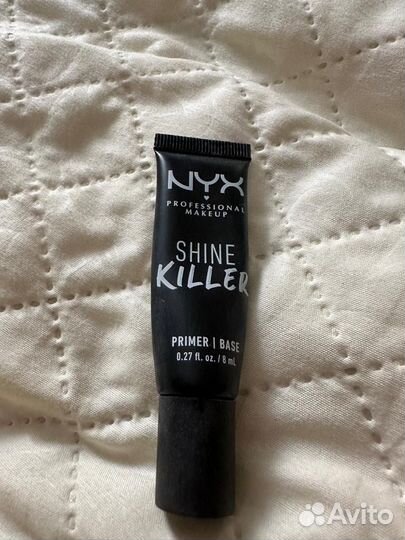 NYX
PROFESSIONAL
MAKEUP
SHINE
KILLER
PRIMER | BASE
0.27 fl. oz. / 8 mL
Avito